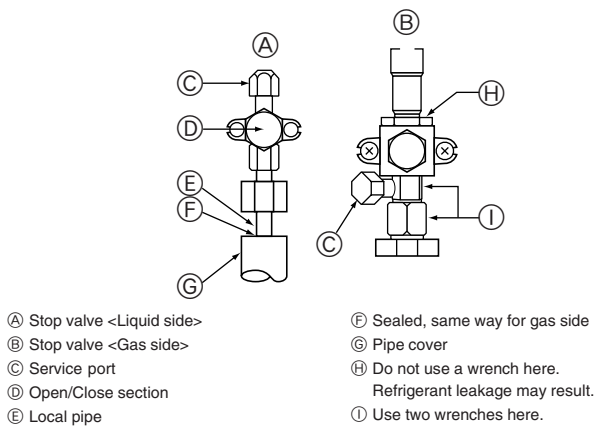 Ⓐ
Ⓑ
Ⓒ
Ⓗ
Ⓓ
Ⓔ
Ⓕ
Ⓒ
Ⓘ
Ⓖ
Ⓐ Stop valve <Liquid side>
Ⓑ Stop valve <Gas side>
Ⓒ Service port
Ⓓ Open/Close section
Ⓔ Local pipe
Ⓕ Sealed, same way for gas side
Ⓖ Pipe cover
Ⓗ Do not use a wrench here.
Refrigerant leakage may result.
Ⓘ Use two wrenches here.